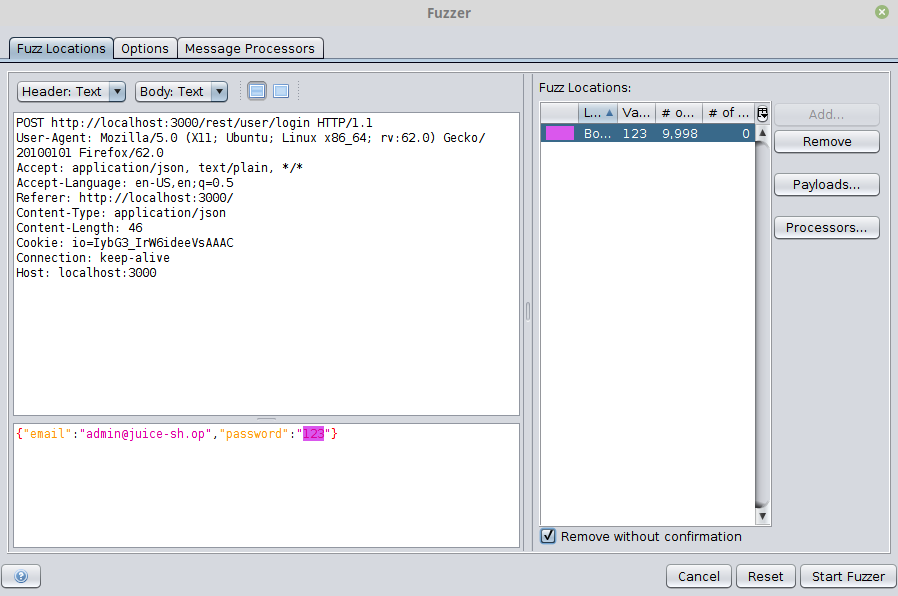 Fuzzer
Fuzz Locations Options Message Processors
Header: Text Body: Text
POST http://localhost:3000/rest/user/login HTTP/1.1
User-Agent: Mozilla/5.0 (X11; Ubuntu; Linux x86_64; rv:62.0) Gecko/
20100101 Firefox/62.0
Accept: application/json, text/plain, */*
Accept-Language: en-US,en;q=0.5
Referer: http://localhost:3000/
Content-Type: application/json
Content-Length: 46
Cookie: io=IybG3_IrW6ideeVsAAAC
Connection: keep-alive
Host: localhost:3000
{"email":"admin@juice-sh.op","password":"123"}
Fuzz Locations:
L... Va... # o... # of ...
Bo... 123 9,998 0
Add...
Remove
Payloads...
Processors...
Remove without confirmation
Cancel Reset Start Fuzzer